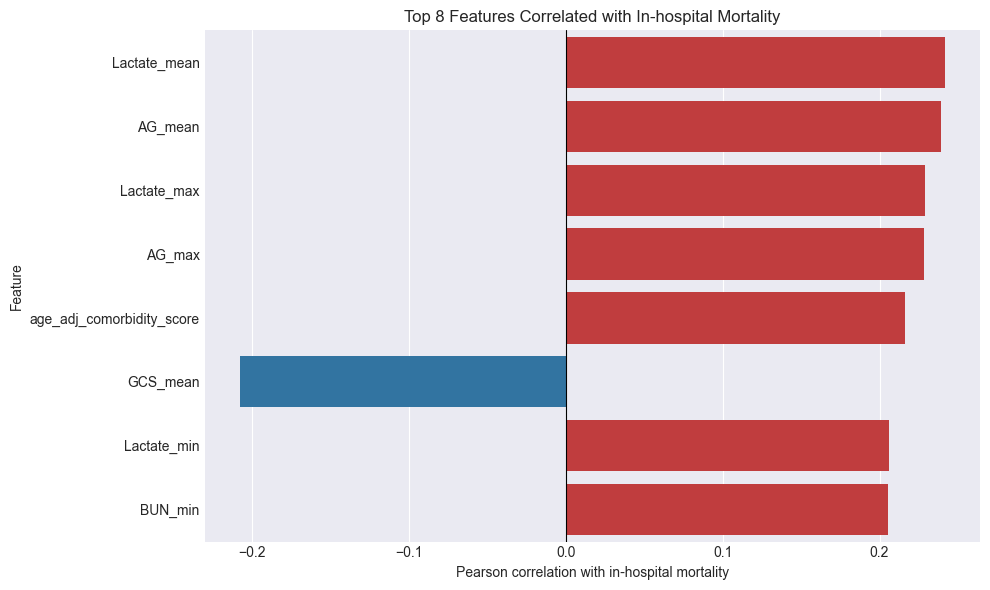 Top 8 Features Correlated with In-hospital Mortality
Feature
Lactate_mean
AG_mean
Lactate_max
AG_max
age_adj_comorbidity_score
GCS_mean
Lactate_min
BUN_min
−0.2 −0.1 0.0 0.1 0.2
Pearson correlation with in-hospital mortality